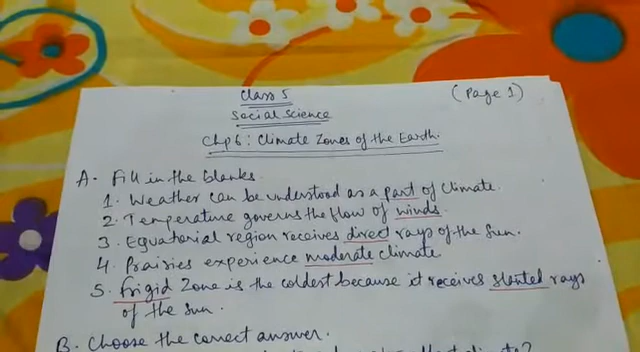 Class 5
(Page 1)
Social Science
Chp 6 : Climate Zones of the Earth.
A. Fill in the blanks.
1. Weather can be understood as a part of Climate.
2. Temperature governs the flow of winds.
3. Equatorial region receives direct rays of the Sun.
4. Prairies experience moderate climate
5. Frigid Zone is the coldest because it receives slanted rays
of the Sun.
B. Choose the correct answer.